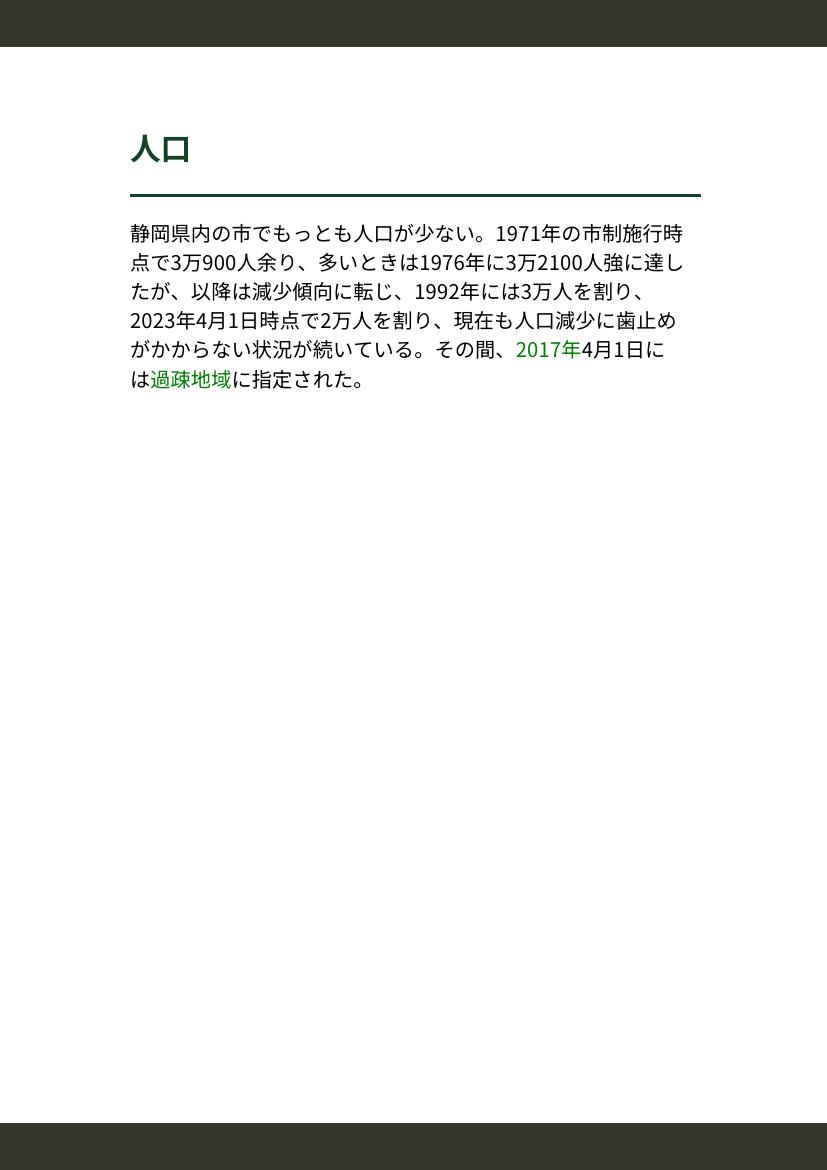 人口
静岡県内の市でもっとも人口が少ない。1971年の市制施行時
点で3万900人余り、多いときは1976年に3万2100人強に達し
たが、以降は減少傾向に転じ、1992年には3万人を割り、
2023年4月1日時点で2万人を割り、現在も人口減少に歯止め
がかからない状況が続いている。その間、2017年4月1日に
は過疎地域に指定された。